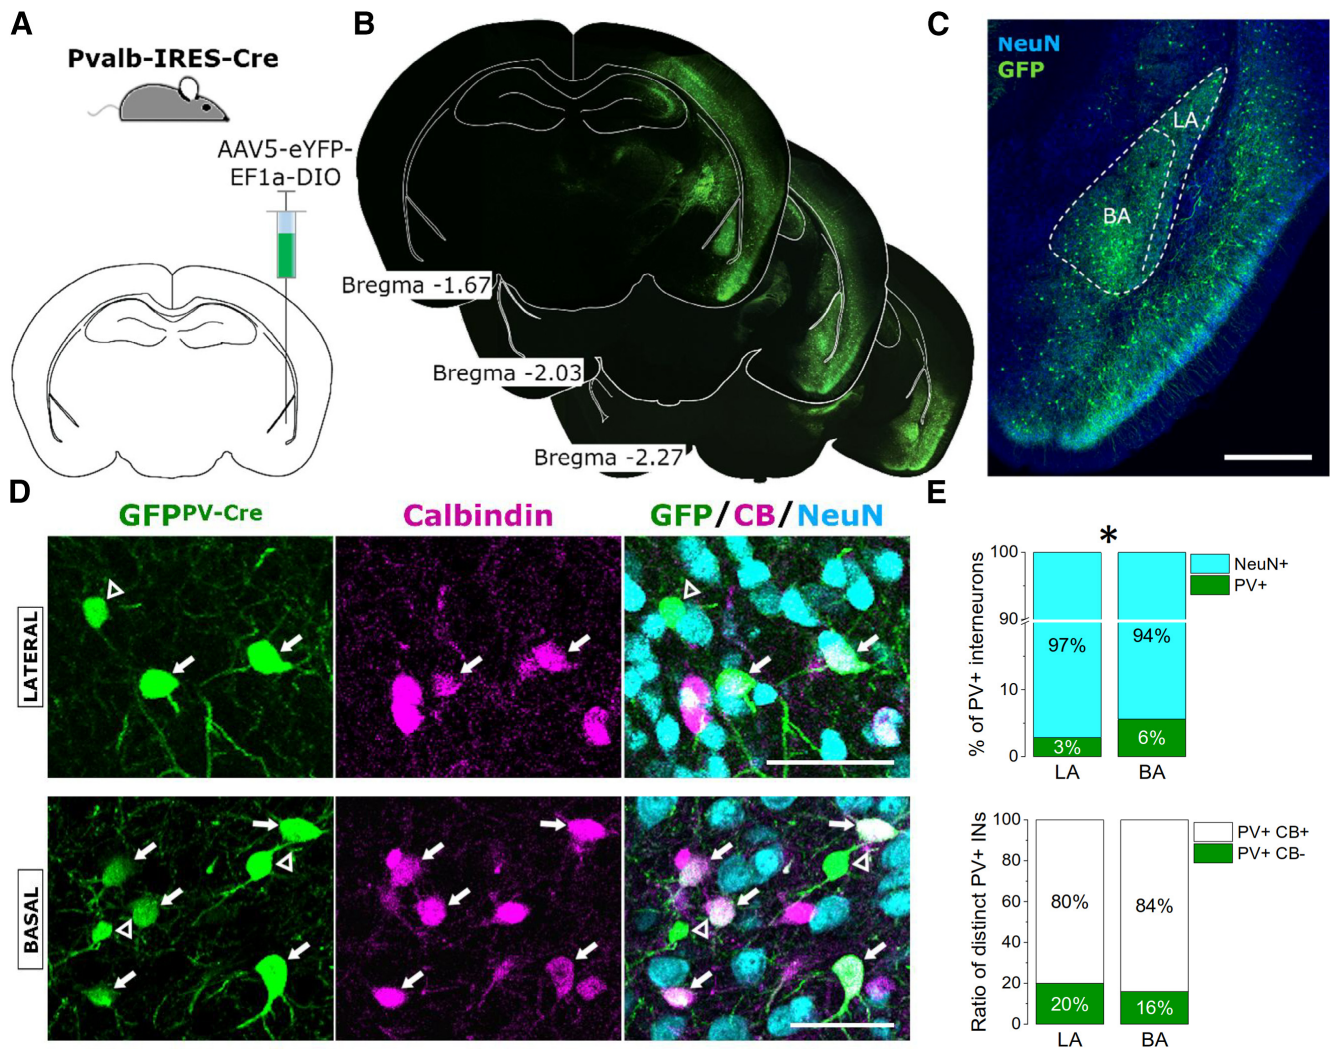 A
Pvalb-IRES-Cre
AAV5-eYFP-
EF1a-DIO
B
Bregma -1.67
Bregma -2.03
Bregma -2.27
C
NeuN
GFP
LA
BA
D
GFPPV-Cre
Calbindin
GFP/CB/NeuN
LATERAL
BASAL
E
*
% of PV+ interneurons
100
90
10
0
97%
94%
3%
6%
LA
BA
NeuN+
PV+
Ratio of distinct PV+ INs
100
80
60
40
20
0
80%
84%
20%
16%
LA
BA
PV+ CB+
PV+ CB-